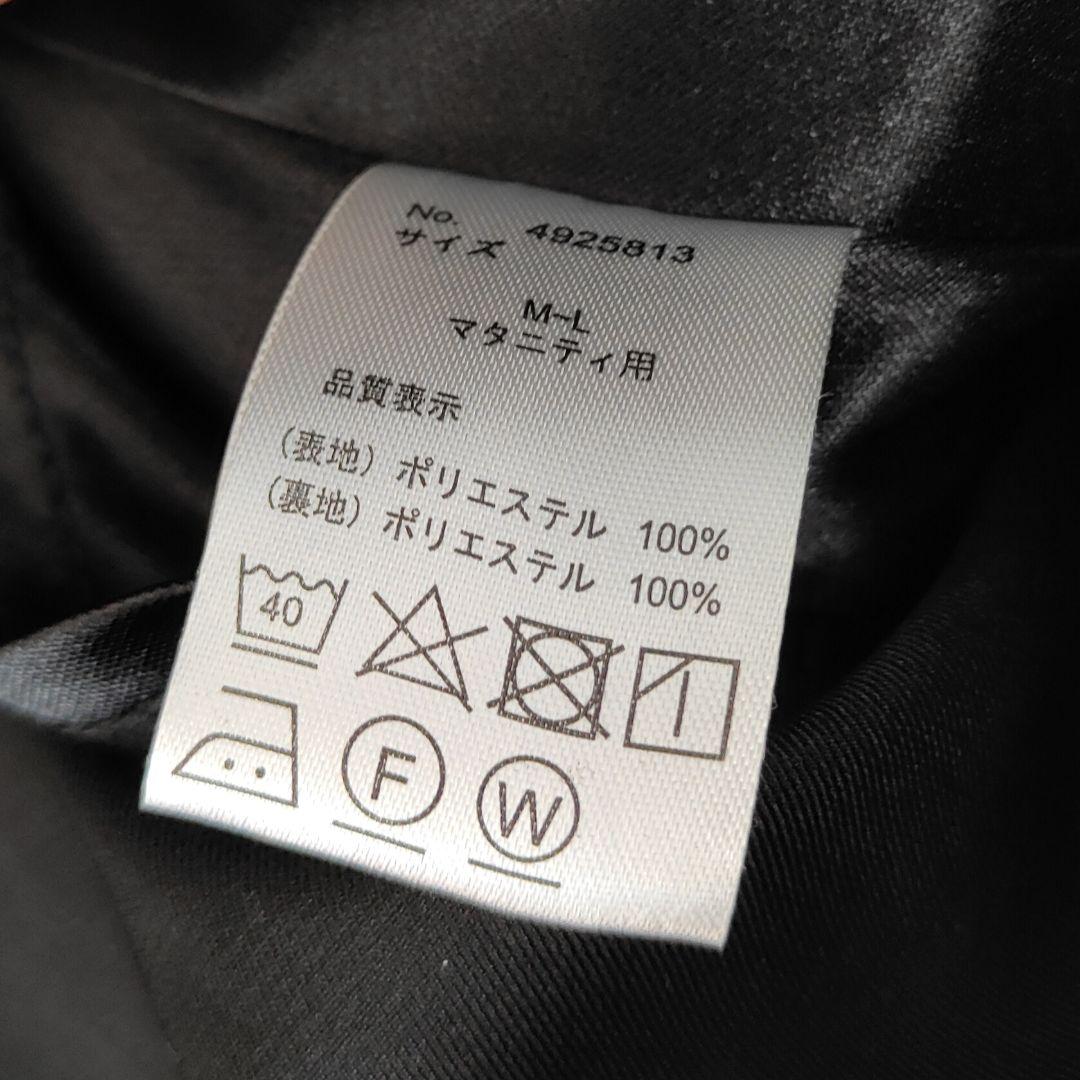 No. 4925813
サイズ
M~L
マタニティ用
品質表示
（表地）ポリエステル 100%
（裏地）ポリエステル 100%
40
F
W